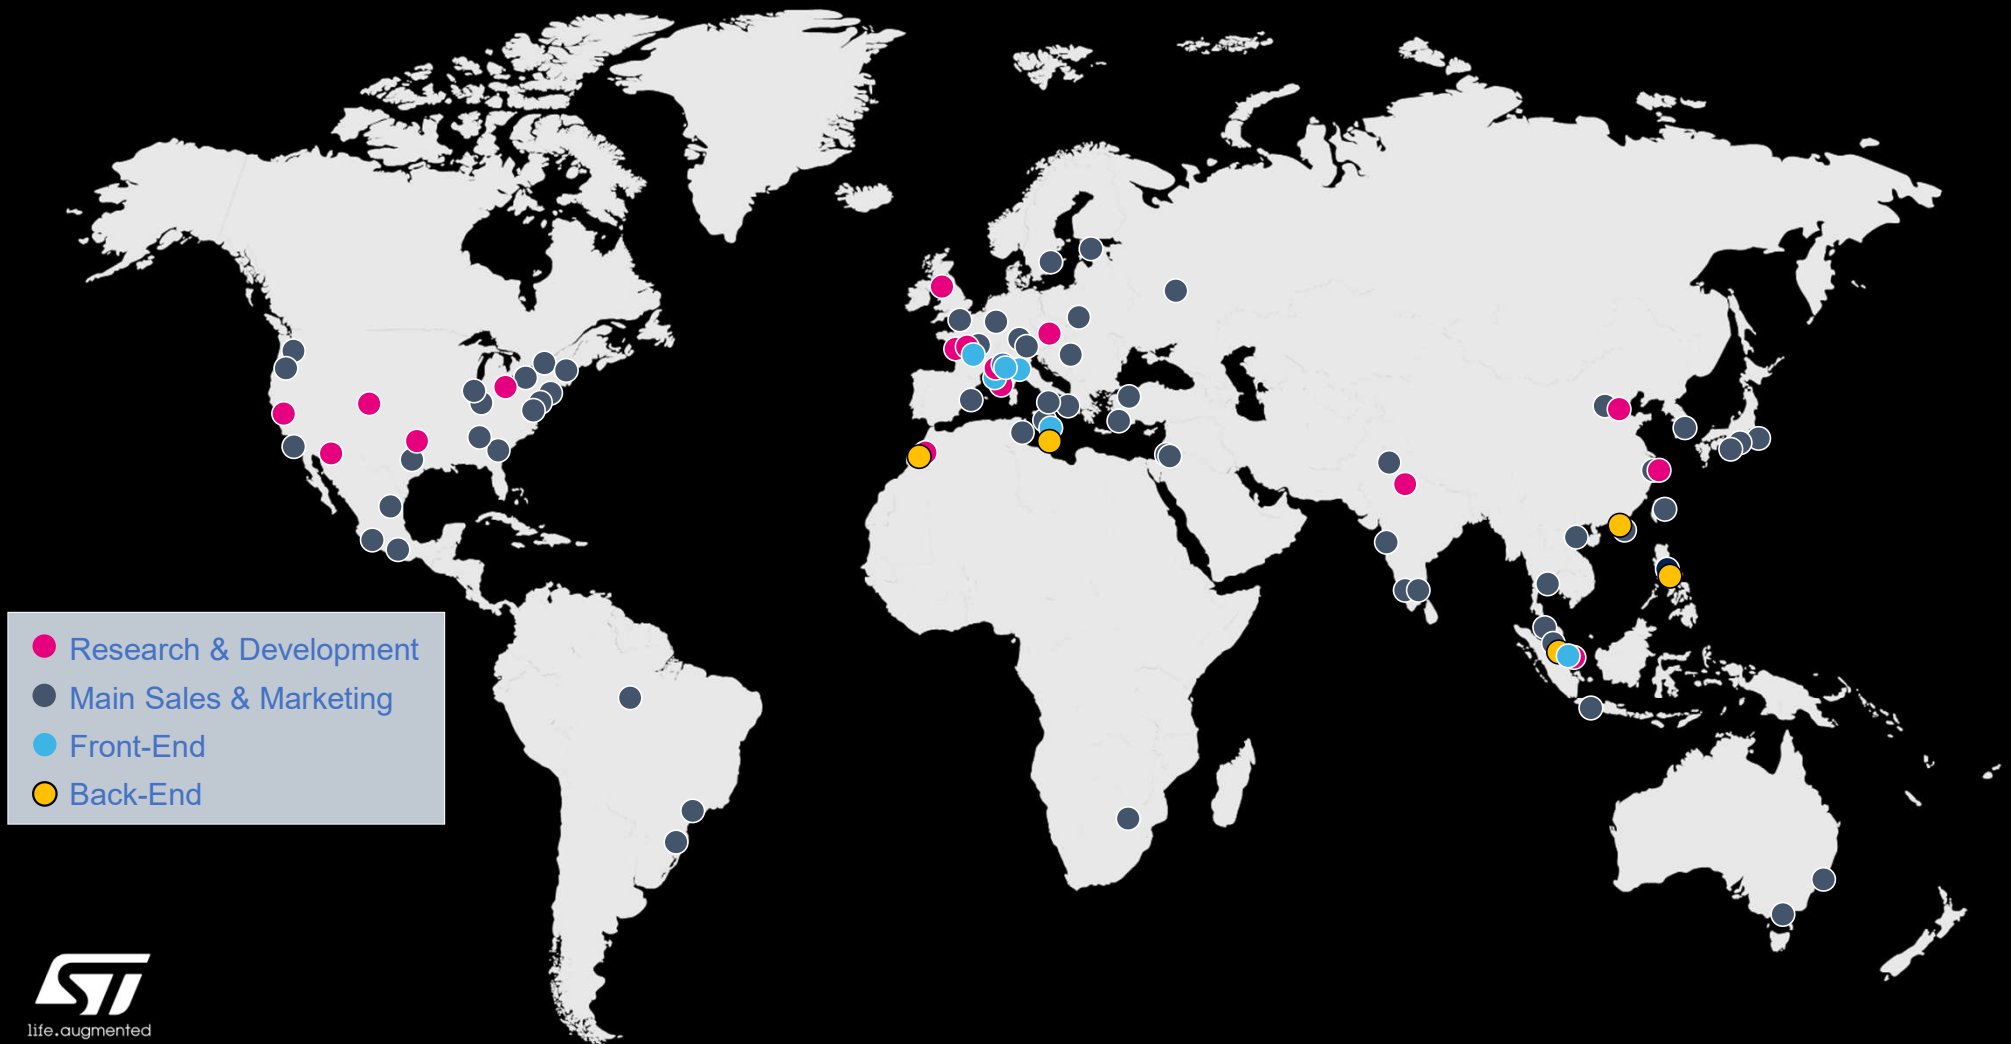 Research & Development
Main Sales & Marketing
Front-End
Back-End
ST
life.augmented